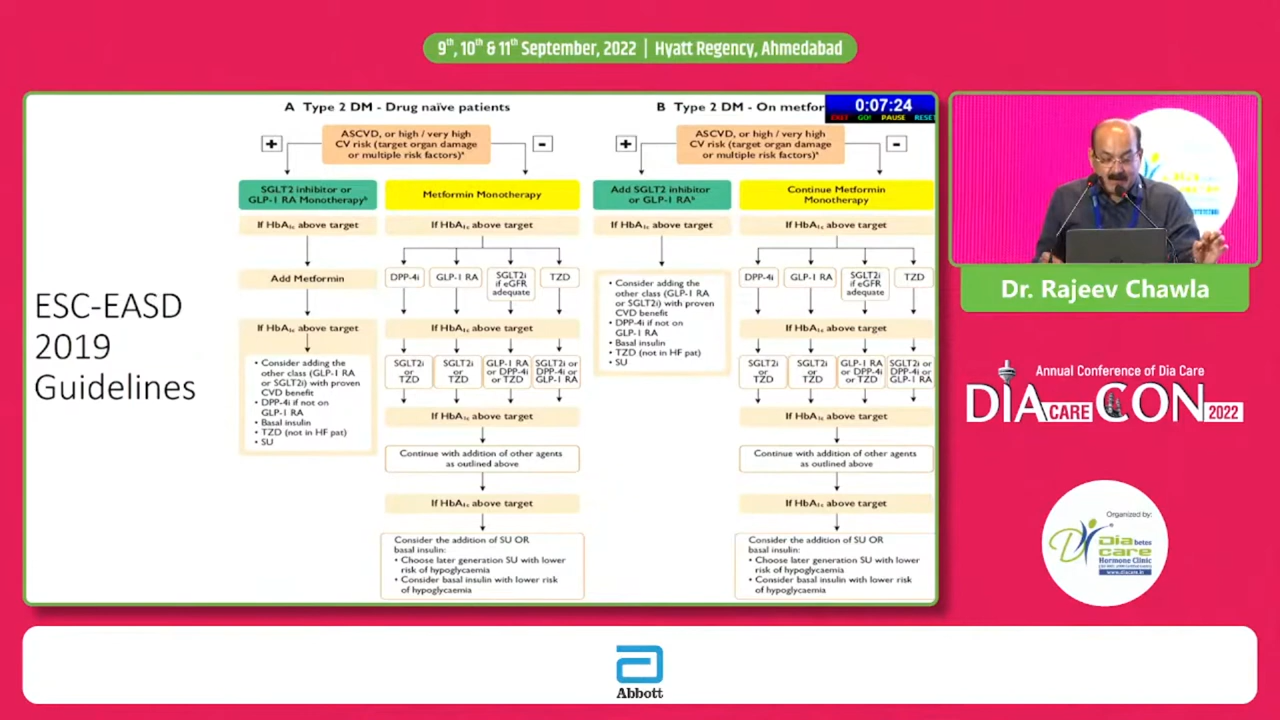 9th, 10th & 11th September, 2022 | Hyatt Regency, Ahmedabad
ESC-EASD
2019
Guidelines
A Type 2 DM - Drug naïve patients
+
ASCVD, or high / very high
CV risk (target organ damage
or multiple risk factors)a
-
SGLT2 inhibitor or
GLP-1 RA Monotherapyb
If HbA1c above target
Add Metformin
If HbA1c above target
• Consider adding the
other class (GLP-1 RA
or SGLT2i) with proven
CVD benefit
• DPP-4i if not on
GLP-1 RA
• Basal insulin
• TZD (not in HF pat)
• SU
Metformin Monotherapy
If HbA1c above target
DPP-4i
GLP-1 RA
SGLT2i
if eGFR
adequate
TZD
If HbA1c above target
SGLT2i
or
TZD
SGLT2i
or
TZD
GLP-1 RA
or DPP-4i
or TZD
SGLT2i or
DPP-4i or
GLP-1 RA
If HbA1c above target
Continue with addition of other agents
as outlined above
If HbA1c above target
Consider the addition of SU OR
basal insulin:
• Choose later generation SU with lower
risk of hypoglycaemia
• Consider basal insulin with lower risk
of hypoglycaemia
B Type 2 DM - On metfor
0:07:24
EXIT GO! PAUSE RESET
+
ASCVD, or high / very high
CV risk (target organ damage
or multiple risk factors)a
-
Add SGLT2 inhibitor
or GLP-1 RAb
If HbA1c above target
• Consider adding the
other class (GLP-1 RA
or SGLT2i) with proven
CVD benefit
• DPP-4i if not on
GLP-1 RA
• Basal insulin
• TZD (not in HF pat)
• SU
Continue Metformin
Monotherapy
If HbA1c above target
DPP-4i
GLP-1 RA
SGLT2i
if eGFR
adequate
TZD
If HbA1c above target
SGLT2i
or
TZD
SGLT2i
or
TZD
GLP-1 RA
or DPP-4i
or TZD
SGLT2i or
DPP-4i or
GLP-1 RA
If HbA1c above target
Continue with addition of other agents
as outlined above
If HbA1c above target
Consider the addition of SU OR
basal insulin:
• Choose later generation SU with lower
risk of hypoglycaemia
• Consider basal insulin with lower risk
of hypoglycaemia
Dr. Rajeev Chawla
Annual Conference of Dia Care
DIACARE CON 2022
Organized by:
Diabetes
care
Hormone Clinic
www.diacare.in
Abbott